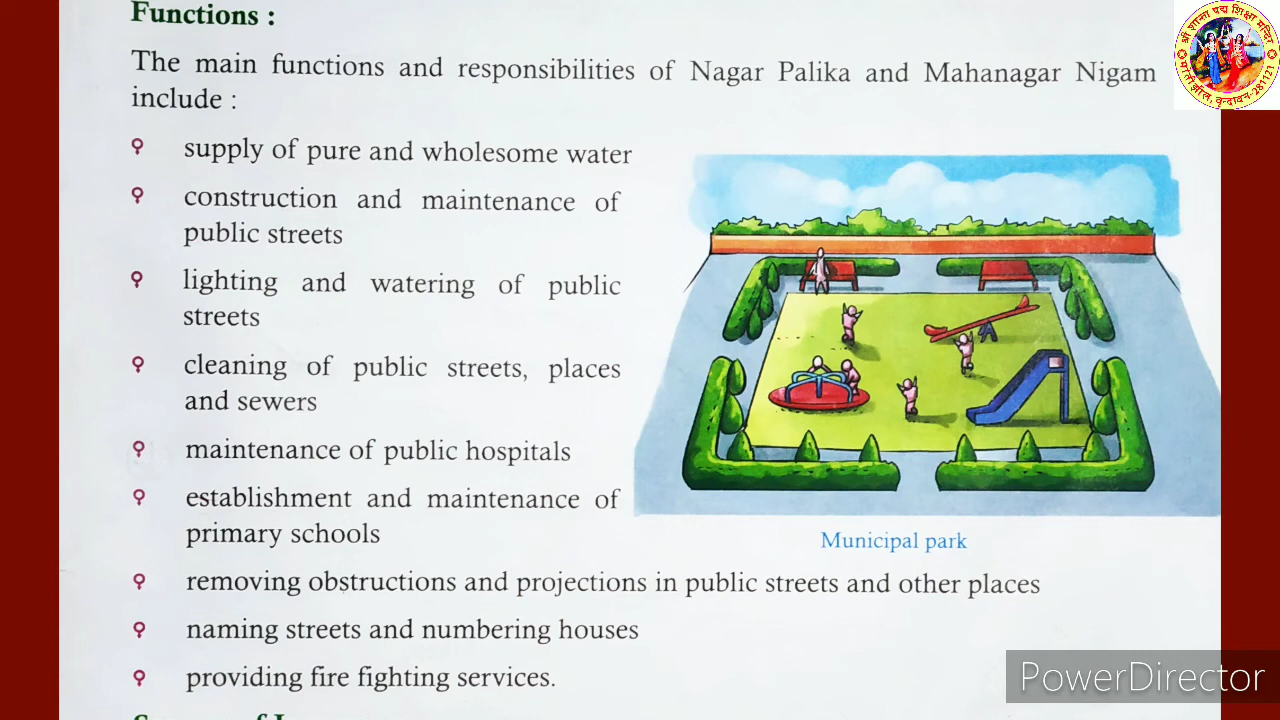 Functions :
The main functions and responsibilities of Nagar Palika and Mahanagar Nigam
include :
supply of pure and wholesome water
construction and maintenance of
public streets
lighting and watering of public
streets
cleaning of public streets, places
and sewers
maintenance of public hospitals
establishment and maintenance of
primary schools
Municipal park
removing obstructions and projections in public streets and other places
naming streets and numbering houses
providing fire fighting services.
PowerDirector